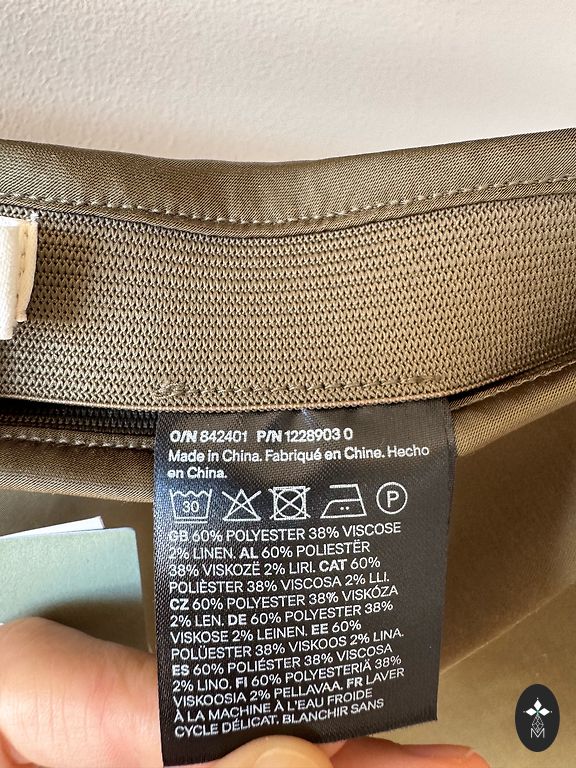 O/N 842401 P/N 1228903 0
Made in China. Fabriqué en Chine. Hecho
en China.
30 P
GB 60% POLYESTER 38% VISCOSE
2% LINEN. AL 60% POLIESTËR
38% VISKOZË 2% LIRI. CAT 60%
POLIÈSTER 38% VISCOSA 2% LLI.
CZ 60% POLYESTER 38% VISKÓZA
2% LEN. DE 60% POLYESTER 38%
VISKOSE 2% LEINEN. EE 60%
POLÜESTER 38% VISKOOS 2% LINA.
ES 60% POLIÉSTER 38% VISCOSA
2% LINO. FI 60% POLYESTERIÄ 38%
VISKOOSIA 2% PELLAVAA. FR LAVER
À LA MACHINE À L'EAU FROIDE
CYCLE DÉLICAT. BLANCHIR SANS
M